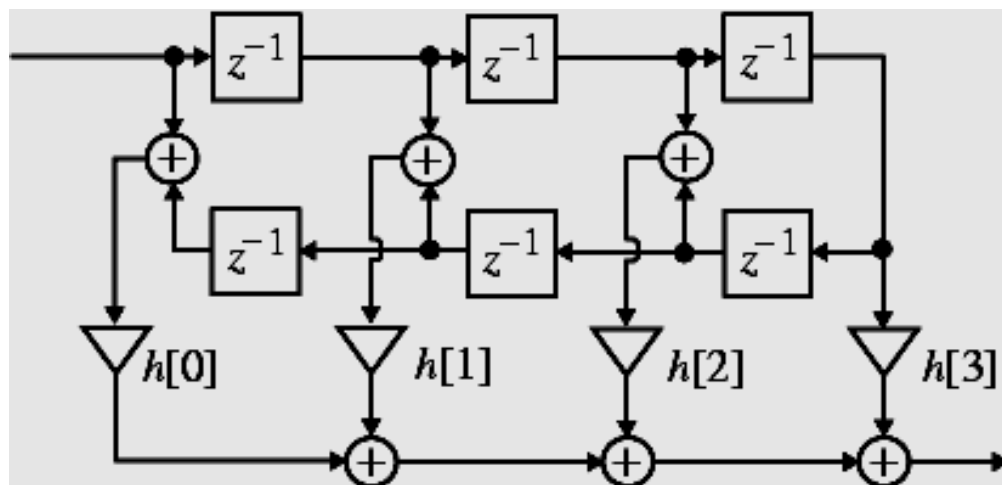 z⁻¹ z⁻¹ z⁻¹
+ + +
z⁻¹ z⁻¹ z⁻¹
h[0] h[1] h[2] h[3]
+ + +